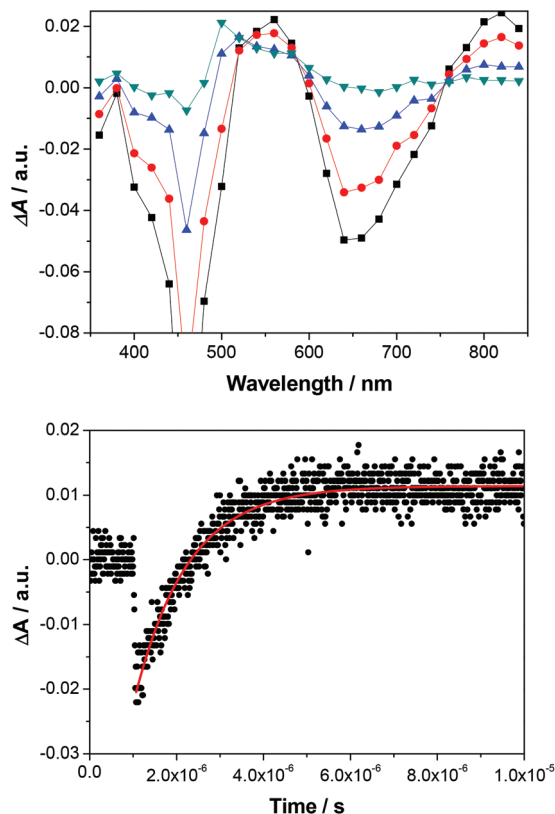 0.02
0.00
-0.02
-0.04
-0.06
-0.08
ΔA / a.u.
400 500 600 700 800
Wavelength / nm
0.02
0.01
0.00
-0.01
-0.02
-0.03
ΔA / a.u.
0.0 2.0x10⁻⁶ 4.0x10⁻⁶ 6.0x10⁻⁶ 8.0x10⁻⁶ 1.0x10⁻⁵
Time / s